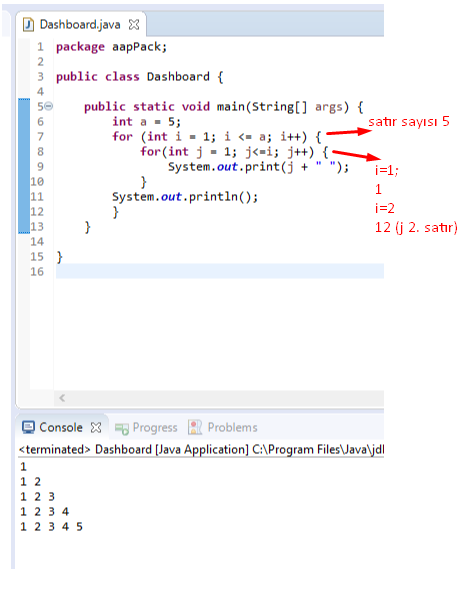 Dashboard.java
1 package aapPack;
2
3 public class Dashboard {
4
5 public static void main(String[] args) {
6 int a = 5;
7 for (int i = 1; i <= a; i++) {
satır sayısı 5
8 for(int j = 1; j<=i; j++) {
9 System.out.print(j + " ");
i=1;
10 }
1
11 System.out.println();
i=2
12 }
13 }
12 (j 2. satır)
14
15 }
16
Console Progress Problems
<terminated> Dashboard [Java Application] C:\Program Files\Java\jdl
1
1 2
1 2 3
1 2 3 4
1 2 3 4 5